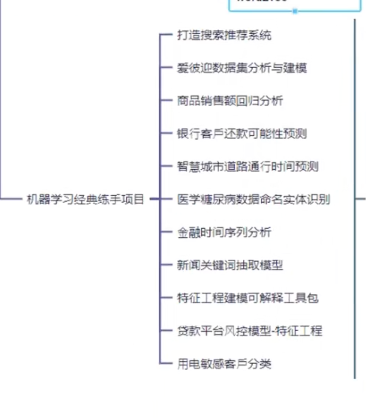 打造搜索推荐系统
爱彼迎数据集分析与建模
商品销售额回归分析
银行客户还款可能性预测
智慧城市道路通行时间预测
机器学习经典练手项目
医学糖尿病数据命名实体识别
金融时间序列分析
新闻关键词抽取模型
特征工程建模可解释工具包
贷款平台风控模型-特征工程
用电敏感客户分类